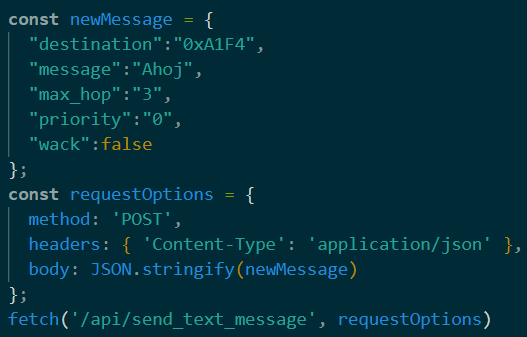 const newMessage = {
  "destination":"0xA1F4",
  "message":"Ahoj",
  "max_hop":"3",
  "priority":"0",
  "wack":false
};
const requestOptions = {
  method: 'POST',
  headers: { 'Content-Type': 'application/json' },
  body: JSON.stringify(newMessage)
};
fetch('/api/send_text_message', requestOptions)